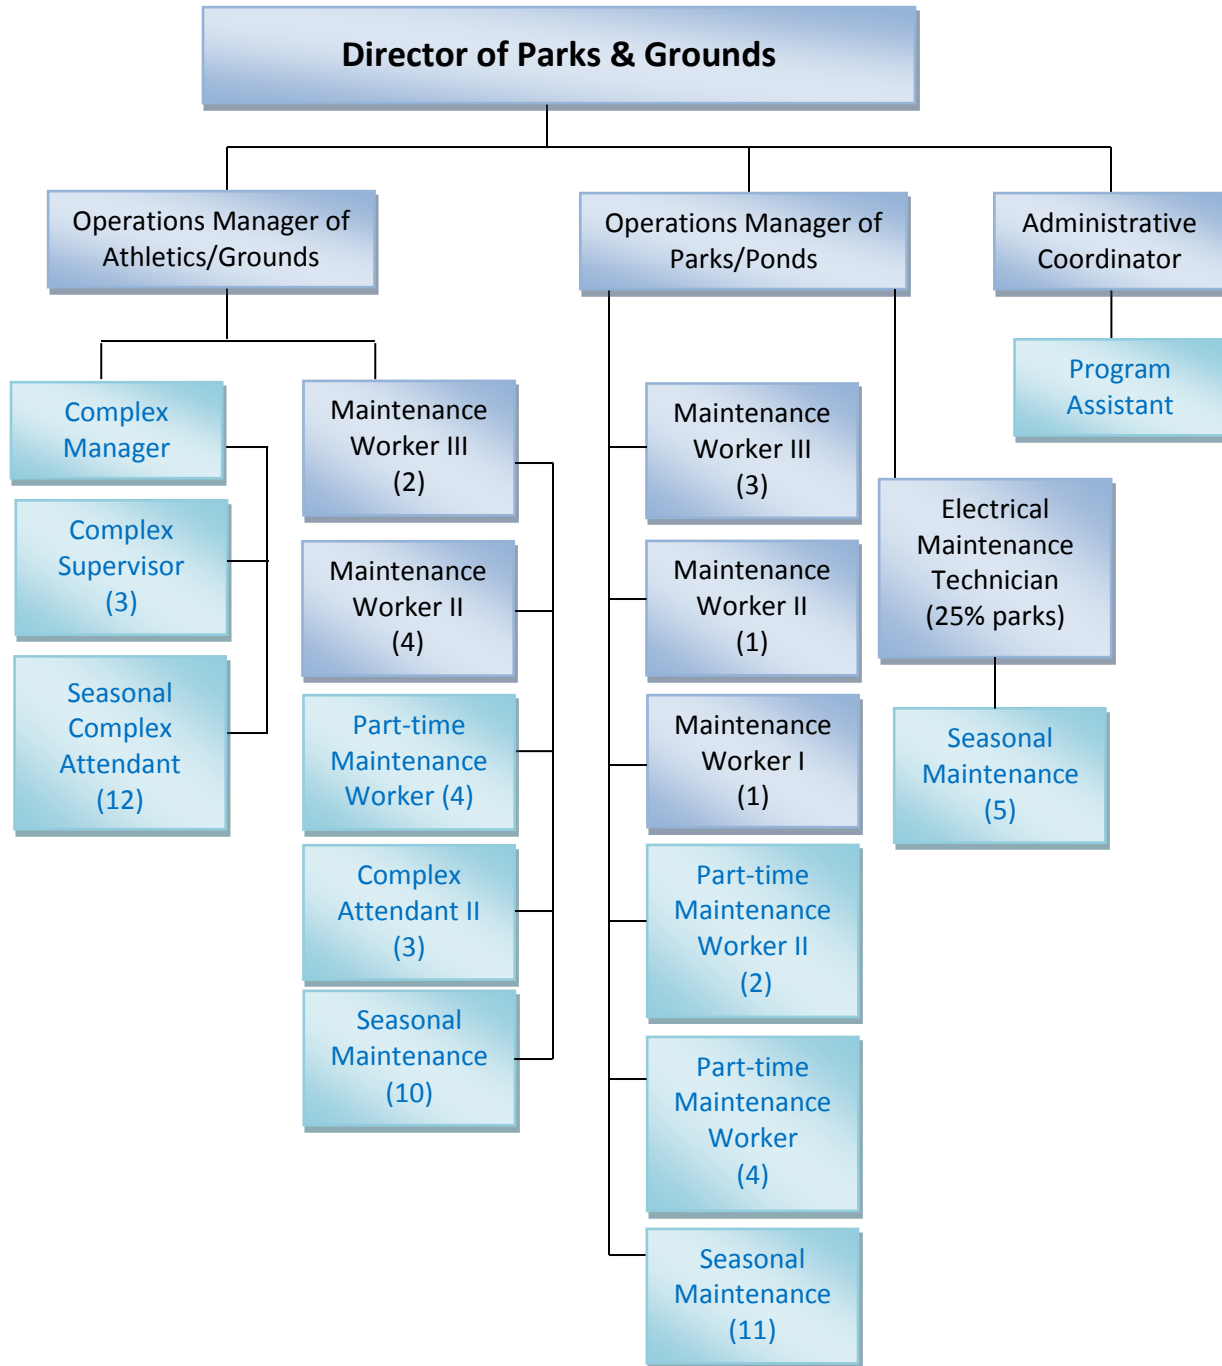 Director of Parks & Grounds
Operations Manager of
Athletics/Grounds
Operations Manager of
Parks/Ponds
Administrative
Coordinator
Program
Assistant
Complex
Manager
Complex
Supervisor
(3)
Seasonal
Complex
Attendant
(12)
Maintenance
Worker III
(2)
Maintenance
Worker II
(4)
Part-time
Maintenance
Worker (4)
Complex
Attendant II
(3)
Seasonal
Maintenance
(10)
Maintenance
Worker III
(3)
Maintenance
Worker II
(1)
Maintenance
Worker I
(1)
Part-time
Maintenance
Worker II
(2)
Part-time
Maintenance
Worker
(4)
Seasonal
Maintenance
(11)
Electrical
Maintenance
Technician
(25% parks)
Seasonal
Maintenance
(5)